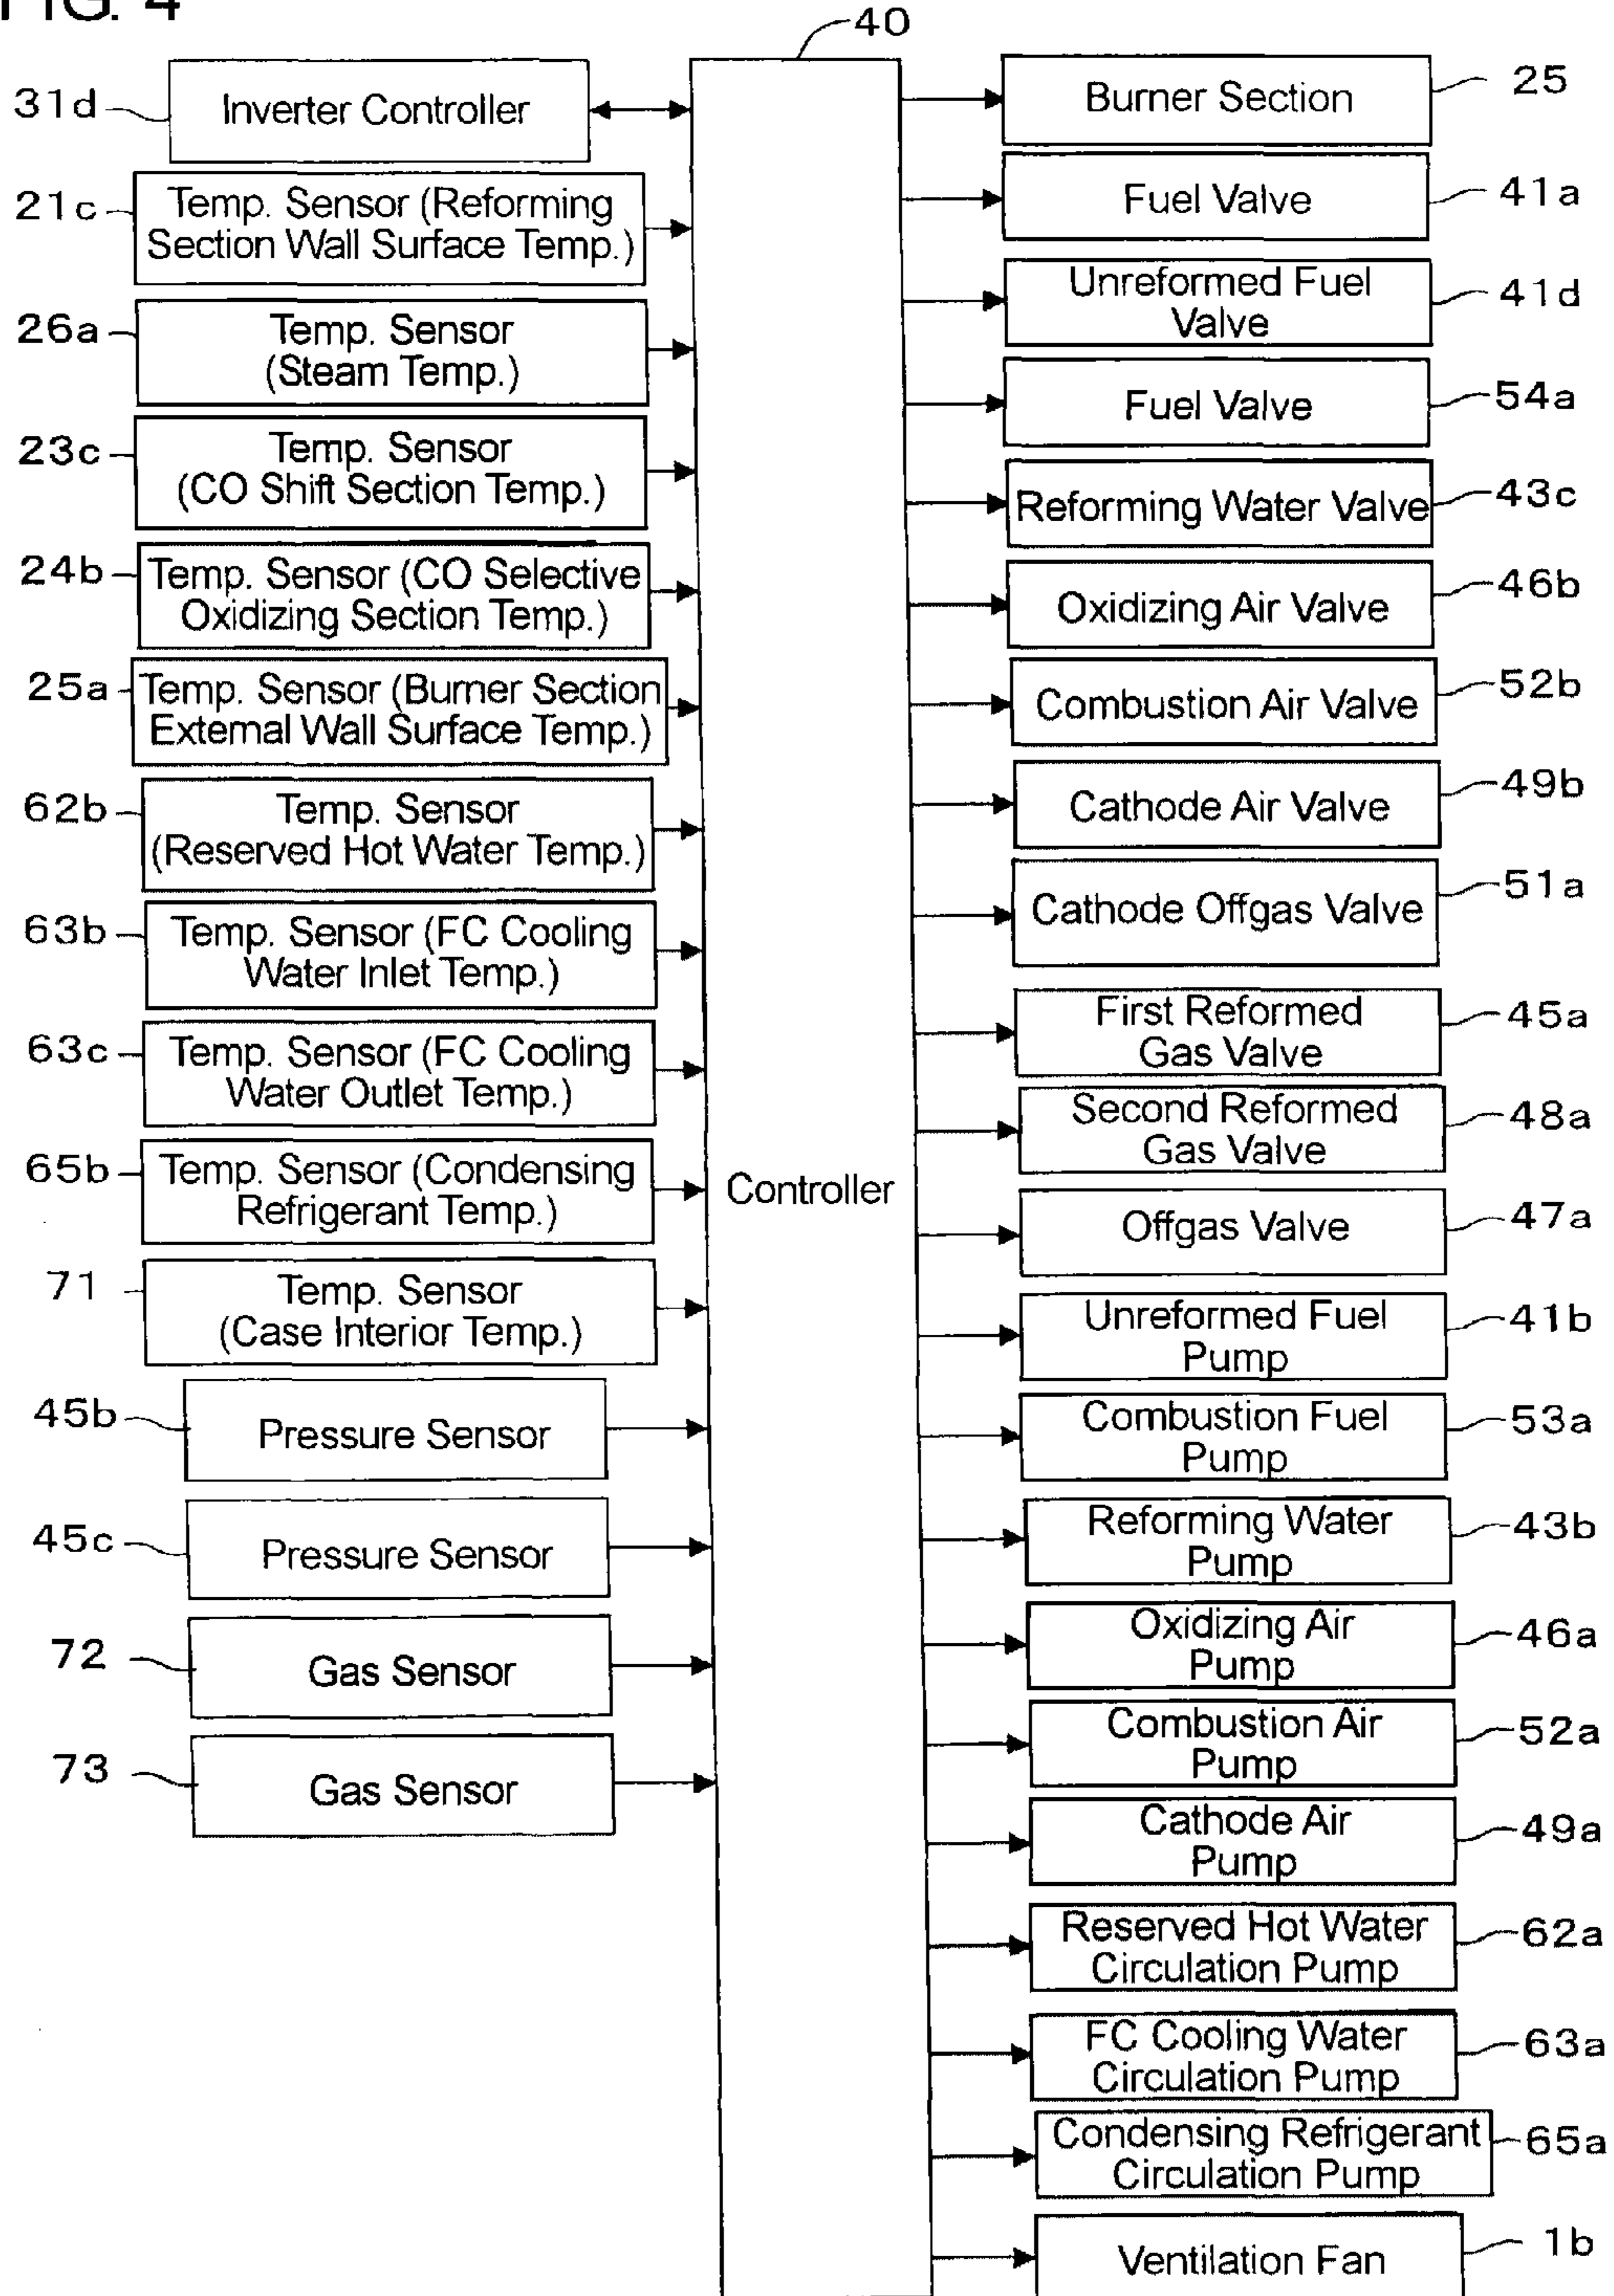 FIG. 4
40
31d
Inverter Controller
21c
Temp. Sensor (Reforming
Section Wall Surface Temp.)
26a
Temp. Sensor
(Steam Temp.)
23c
Temp. Sensor
(CO Shift Section Temp.)
24b
Temp. Sensor (CO Selective
Oxidizing Section Temp.)
25a
Temp. Sensor (Burner Section
External Wall Surface Temp.)
62b
Temp. Sensor
(Reserved Hot Water Temp.)
63b
Temp. Sensor (FC Cooling
Water Inlet Temp.)
63c
Temp. Sensor (FC Cooling
Water Outlet Temp.)
65b
Temp. Sensor (Condensing
Refrigerant Temp.)
71
Temp. Sensor
(Case Interior Temp.)
45b
Pressure Sensor
45c
Pressure Sensor
72
Gas Sensor
73
Gas Sensor
Controller
Burner Section
25
Fuel Valve
41a
Unreformed Fuel
Valve
41d
Fuel Valve
54a
Reforming Water Valve
43c
Oxidizing Air Valve
46b
Combustion Air Valve
52b
Cathode Air Valve
49b
Cathode Offgas Valve
51a
First Reformed
Gas Valve
45a
Second Reformed
Gas Valve
48a
Offgas Valve
47a
Unreformed Fuel
Pump
41b
Combustion Fuel
Pump
53a
Reforming Water
Pump
43b
Oxidizing Air
Pump
46a
Combustion Air
Pump
52a
Cathode Air
Pump
49a
Reserved Hot Water
Circulation Pump
62a
FC Cooling Water
Circulation Pump
63a
Condensing Refrigerant
Circulation Pump
65a
Ventilation Fan
1b